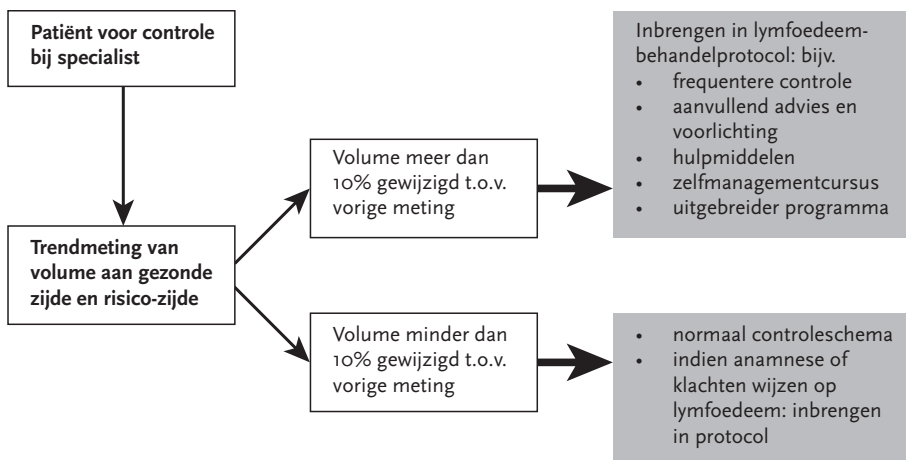 Patiënt voor controle
bij specialist
Trendmeting van
volume aan gezonde
zijde en risico-zijde
Volume meer dan
10% gewijzigd t.o.v.
vorige meting
Inbrengen in lymfoedeem-
behandelprotocol: bijv.
• frequentere controle
• aanvullend advies en
voorlichting
• hulpmiddelen
• zelfmanagementcursus
• uitgebreider programma
Volume minder dan
10% gewijzigd t.o.v.
vorige meting
• normaal controleschema
• indien anamnese of
klachten wijzen op
lymfoedeem: inbrengen
in protocol